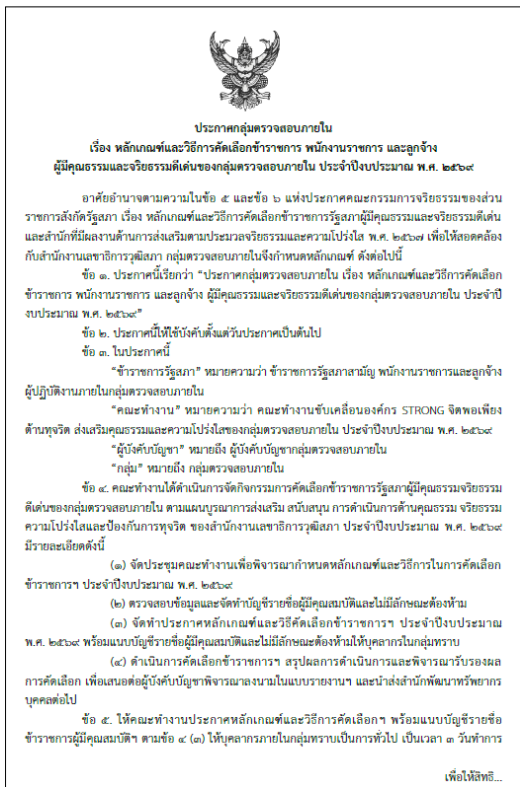 ประกาศกลุ่มตรวจสอบภายใน
เรื่อง หลักเกณฑ์และวิธีการคัดเลือกข้าราชการ พนักงานราชการ และลูกจ้าง
ผู้มีคุณธรรมและจริยธรรมดีเด่นของกลุ่มตรวจสอบภายใน ประจำปีงบประมาณ พ.ศ. ๒๕๖๙
อาศัยอำนาจตามความในข้อ ๕ และข้อ ๖ แห่งประกาศคณะกรรมการจริยธรรมของส่วน
ราชการสังกัดรัฐสภา เรื่อง หลักเกณฑ์และวิธีการคัดเลือกข้าราชการรัฐสภาผู้มีคุณธรรมและจริยธรรมดีเด่น
และสำนักที่มีผลงานด้านการส่งเสริมตามประมวลจริยธรรมและความโปร่งใส พ.ศ. ๒๕๖๗ เพื่อให้สอดคล้อง
กับสำนักงานเลขาธิการวุฒิสภา กลุ่มตรวจสอบภายในจึงกำหนดหลักเกณฑ์ ดังต่อไปนี้
ข้อ ๑. ประกาศนี้เรียกว่า “ประกาศกลุ่มตรวจสอบภายใน เรื่อง หลักเกณฑ์และวิธีการคัดเลือก
ข้าราชการ พนักงานราชการ และลูกจ้าง ผู้มีคุณธรรมและจริยธรรมดีเด่นของกลุ่มตรวจสอบภายใน ประจำปี
งบประมาณ พ.ศ. ๒๕๖๙”
ข้อ ๒. ประกาศนี้ให้ใช้บังคับตั้งแต่วันประกาศเป็นต้นไป
ข้อ ๓. ในประกาศนี้
“ข้าราชการรัฐสภา” หมายความว่า ข้าราชการรัฐสภาสามัญ พนักงานราชการและลูกจ้าง
ผู้ปฏิบัติงานภายในกลุ่มตรวจสอบภายใน
“คณะทำงาน” หมายความว่า คณะทำงานขับเคลื่อนองค์กร STRONG จิตพอเพียง
ต้านทุจริต ส่งเสริมคุณธรรมและความโปร่งใสของกลุ่มตรวจสอบภายใน ประจำปีงบประมาณ พ.ศ. ๒๕๖๙
“ผู้บังคับบัญชา” หมายถึง ผู้บังคับบัญชากลุ่มตรวจสอบภายใน
“กลุ่ม” หมายถึง กลุ่มตรวจสอบภายใน
ข้อ ๔. คณะทำงานได้ดำเนินการจัดกิจกรรมการคัดเลือกข้าราชการรัฐสภาผู้มีคุณธรรมจริยธรรม
ดีเด่นของกลุ่มตรวจสอบภายใน ตามแผนบูรณาการส่งเสริม สนับสนุน การดำเนินการด้านคุณธรรม จริยธรรม
ความโปร่งใสและป้องกันการทุจริต ของสำนักงานเลขาธิการวุฒิสภา ประจำปีงบประมาณ พ.ศ. ๒๕๖๙
มีรายละเอียดดังนี้
(๑) จัดประชุมคณะทำงานเพื่อพิจารณากำหนดหลักเกณฑ์และวิธีการในการคัดเลือก
ข้าราชการฯ ประจำปีงบประมาณ พ.ศ. ๒๕๖๙
(๒) ตรวจสอบข้อมูลและจัดทำบัญชีรายชื่อผู้มีคุณสมบัติและไม่มีลักษณะต้องห้าม
(๓) จัดทำประกาศหลักเกณฑ์และวิธีคัดเลือกข้าราชการฯ ประจำปีงบประมาณ
พ.ศ. ๒๕๖๙ พร้อมแนบบัญชีรายชื่อผู้มีคุณสมบัติและไม่มีลักษณะต้องห้ามให้บุคลากรในกลุ่มทราบ
(๔) ดำเนินการคัดเลือกข้าราชการฯ สรุปผลการดำเนินการและพิจารณารับรองผล
การคัดเลือก เพื่อเสนอต่อผู้บังคับบัญชาพิจารณาลงนามในแบบรายงานฯ และนำส่งสำนักพัฒนาทรัพยากร
บุคคลต่อไป
ข้อ ๕. ให้คณะทำงานประกาศหลักเกณฑ์และวิธีการคัดเลือกฯ พร้อมแนบบัญชีรายชื่อ
ข้าราชการผู้มีคุณสมบัติฯ ตามข้อ ๔ (๓) ให้บุคลากรภายในกลุ่มทราบเป็นการทั่วไป เป็นเวลา ๓ วันทำการ
เพื่อให้สิทธิ...